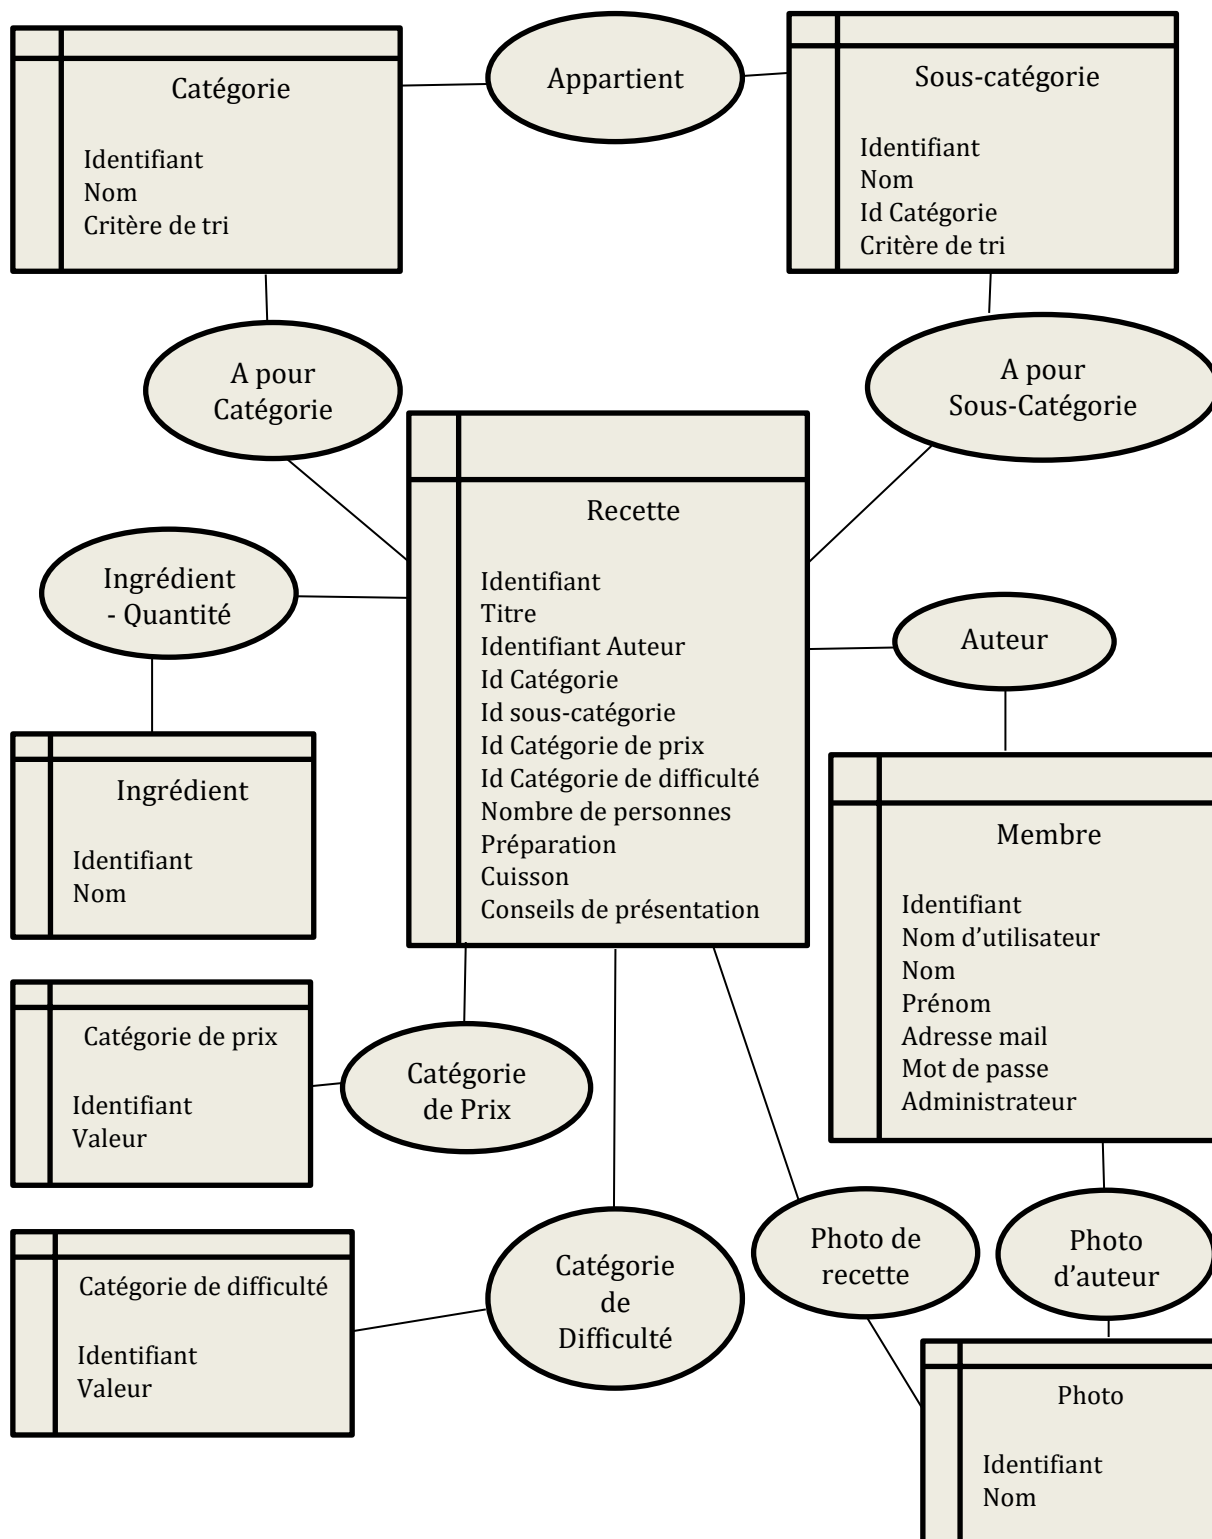 Catégorie
Identifiant
Nom
Critère de tri
Appartient
Sous-catégorie
Identifiant
Nom
Id Catégorie
Critère de tri
A pour
Catégorie
A pour
Sous-Catégorie
Recette
Identifiant
Titre
Identifiant Auteur
Id Catégorie
Id sous-catégorie
Id Catégorie de prix
Id Catégorie de difficulté
Nombre de personnes
Préparation
Cuisson
Conseils de présentation
Ingrédient
- Quantité
Auteur
Ingrédient
Identifiant
Nom
Membre
Identifiant
Nom d’utilisateur
Nom
Prénom
Adresse mail
Mot de passe
Administrateur
Catégorie de prix
Identifiant
Valeur
Catégorie
de Prix
Catégorie de difficulté
Identifiant
Valeur
Catégorie
de
Difficulté
Photo de
recette
Photo
d’auteur
Photo
Identifiant
Nom